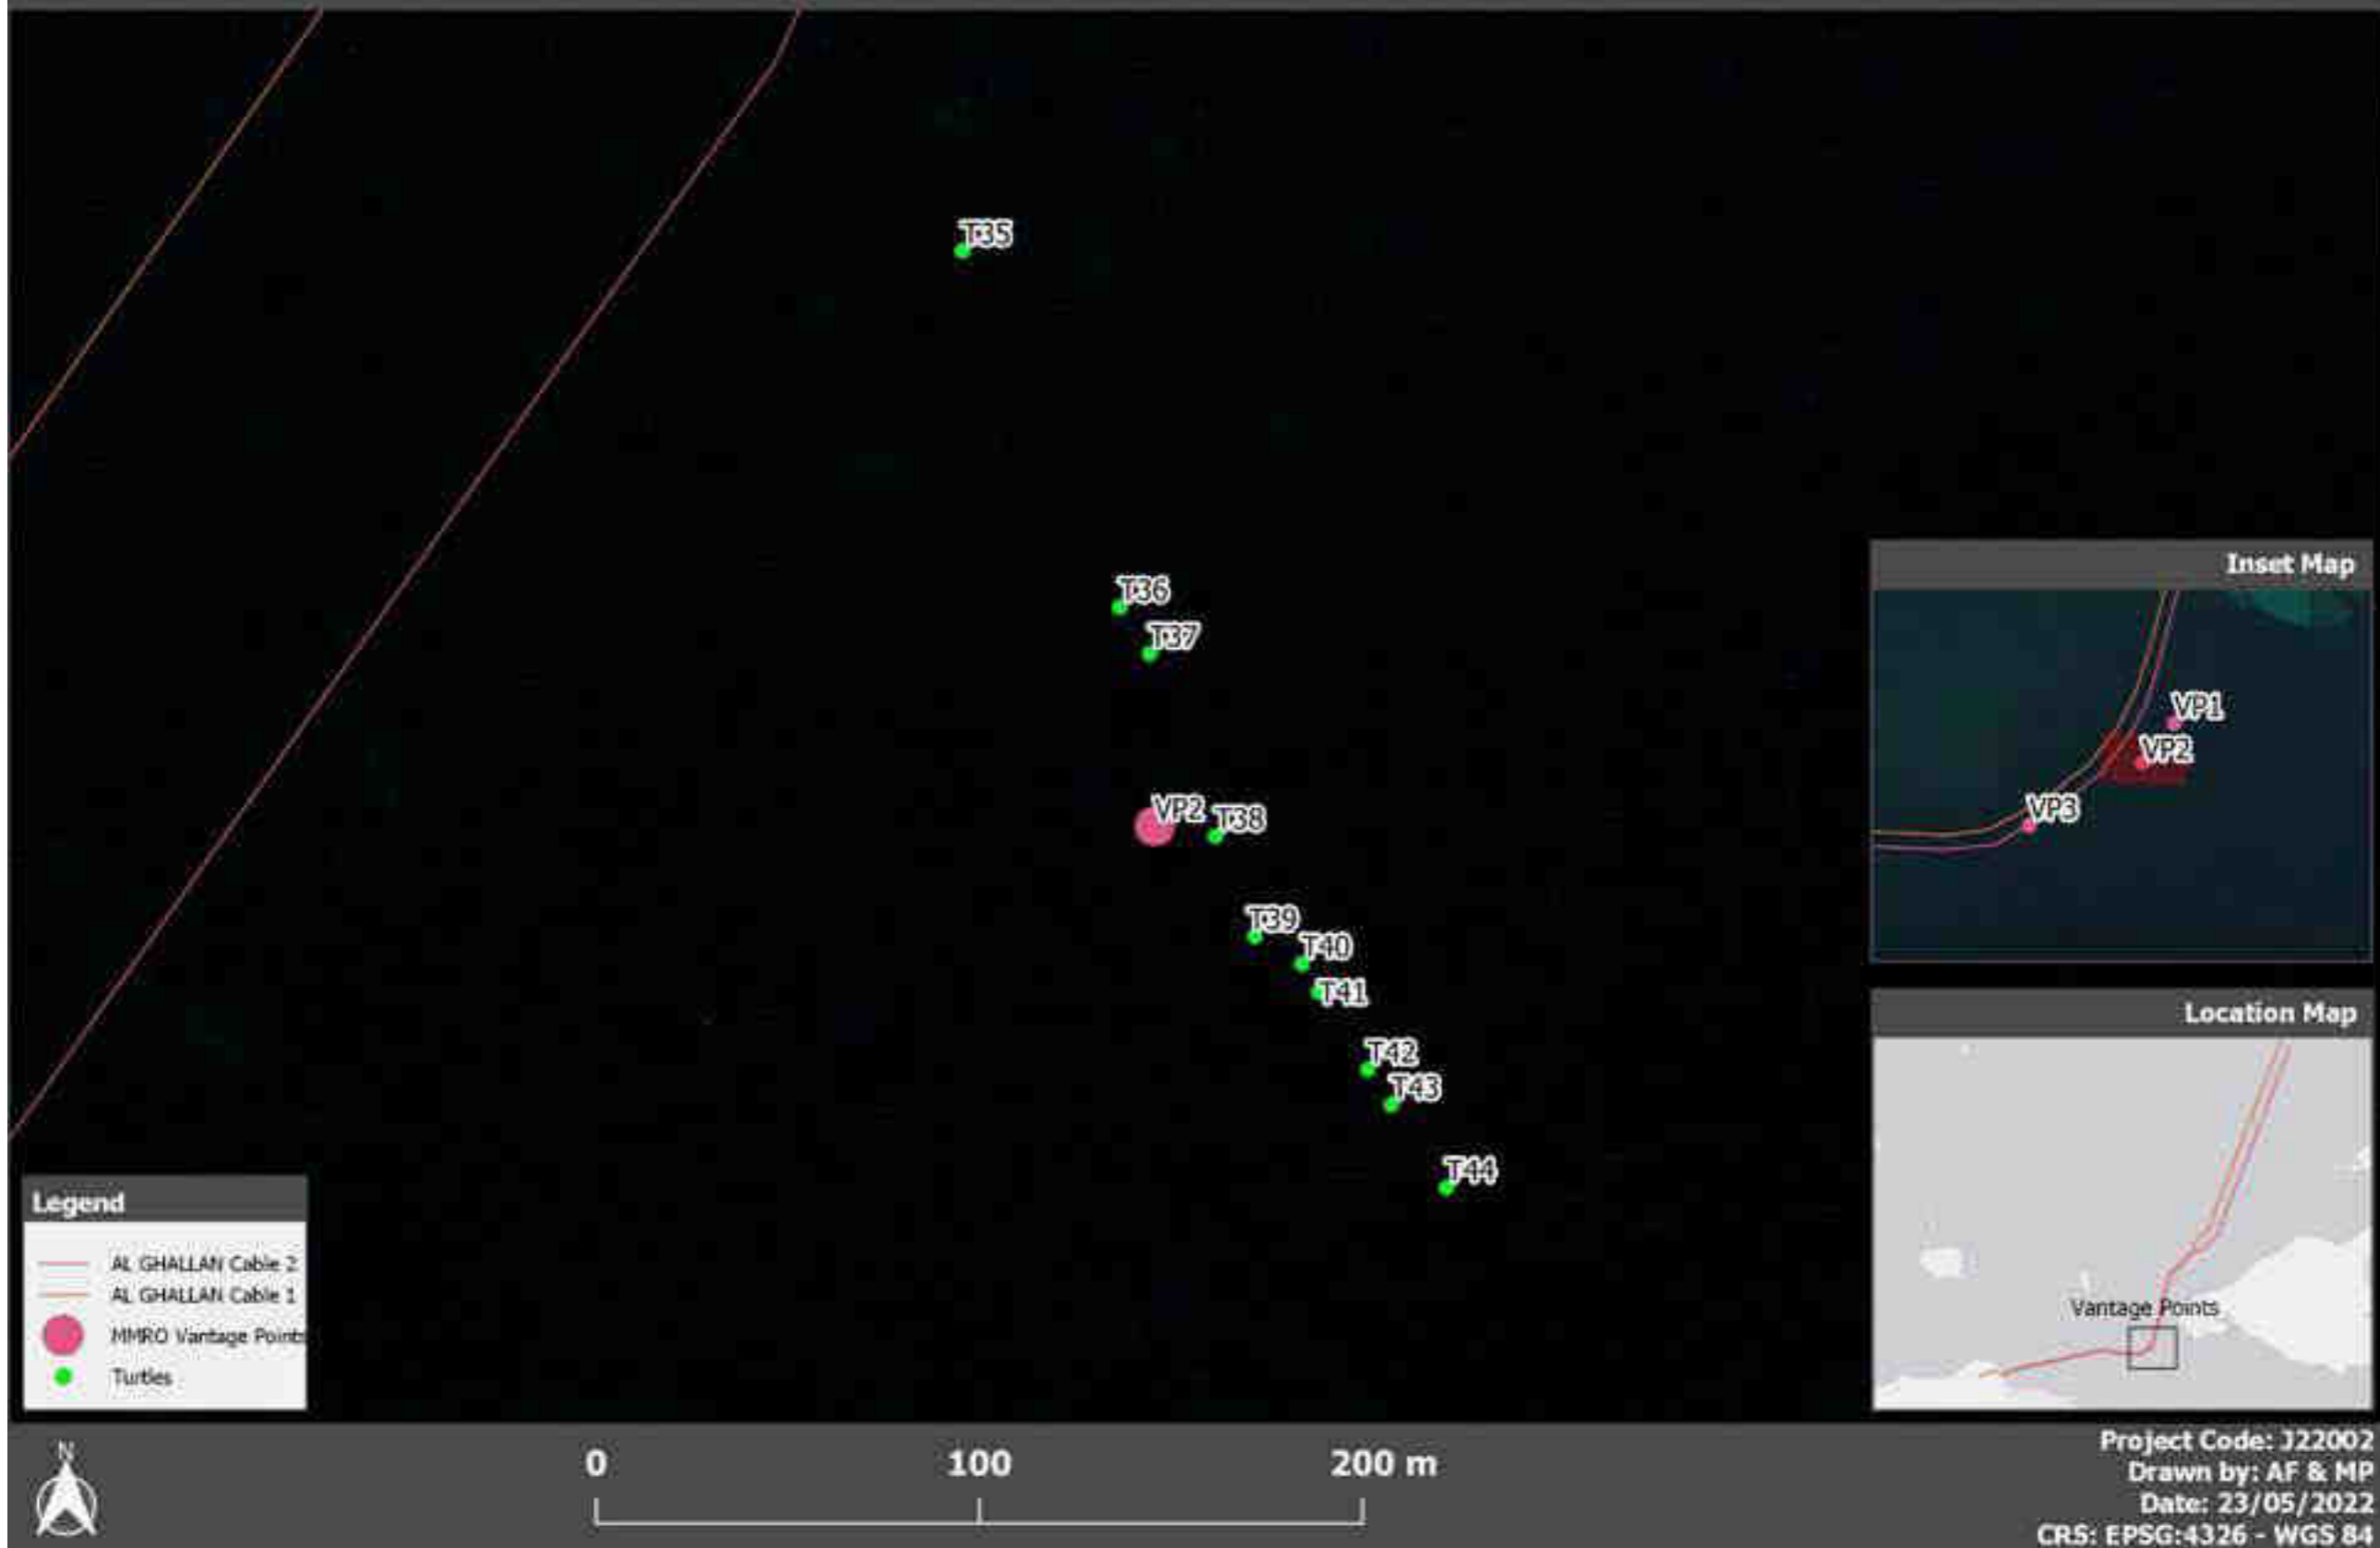 T35
T36
T37
VP2
T38
T39
T40
T41
T42
T43
T44
Inset Map
VP1
VP2
VP3
Location Map
Vantage Points
Legend
AL GHALLAN Cable 2
AL GHALLAN Cable 1
MMRO Vantage Points
Turtles
N
0 100 200 m
Project Code: J22002
Drawn by: AF & MP
Date: 23/05/2022
CRS: EPSG:4326 - WGS 84